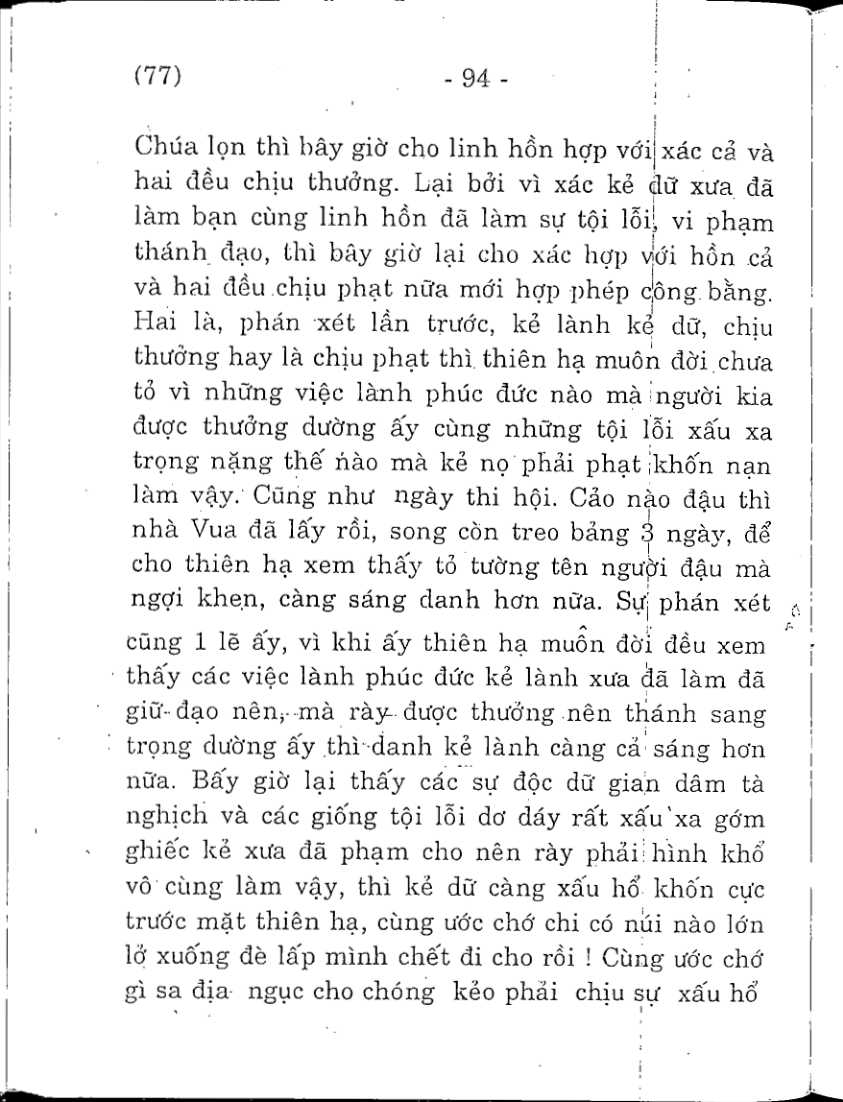 (77) - 94 -
Chúa lọn thì bây giờ cho linh hồn hợp với xác cả và
hai đều chịu thưởng. Lại bởi vì xác kẻ dữ xưa đã
làm bạn cùng linh hồn đã làm sự tội lỗi, vi phạm
thánh đạo, thì bây giờ lại cho xác hợp với hồn cả
và hai đều chịu phạt nữa mới hợp phép công bằng.
Hai là, phán xét lần trước, kẻ lành kẻ dữ, chịu
thưởng hay là chịu phạt thì thiên hạ muôn đời chưa
tỏ vì những việc lành phúc đức nào mà người kia
được thưởng dường ấy cùng những tội lỗi xấu xa
trọng nặng thế nào mà kẻ nọ phải phạt khốn nạn
làm vậy. Cũng như ngày thi hội. Cảo nào đậu thì
nhà Vua đã lấy rồi, song còn treo bảng 3 ngày, để
cho thiên hạ xem thấy tỏ tường tên người đậu mà
ngợi khen, càng sáng danh hơn nữa. Sự phán xét
cũng 1 lẽ ấy, vì khi ấy thiên hạ muôn đời đều xem
thấy các việc lành phúc đức kẻ lành xưa đã làm đã
giữ đạo nên, mà rày được thưởng nên thánh sang
trọng dường ấy thì danh kẻ lành càng cả sáng hơn
nữa. Bấy giờ lại thấy các sự độc dữ gian dâm tà
nghịch và các giống tội lỗi dơ dáy rất xấu xa gớm
ghiếc kẻ xưa đã phạm cho nên rày phải hình khổ
vô cùng làm vậy, thì kẻ dữ càng xấu hổ khốn cực
trước mặt thiên hạ, cùng ước chớ chi có núi nào lớn
lở xuống đè lấp mình chết đi cho rồi ! Cùng ước chớ
gì sa địa ngục cho chóng kẻo phải chịu sự xấu hổ